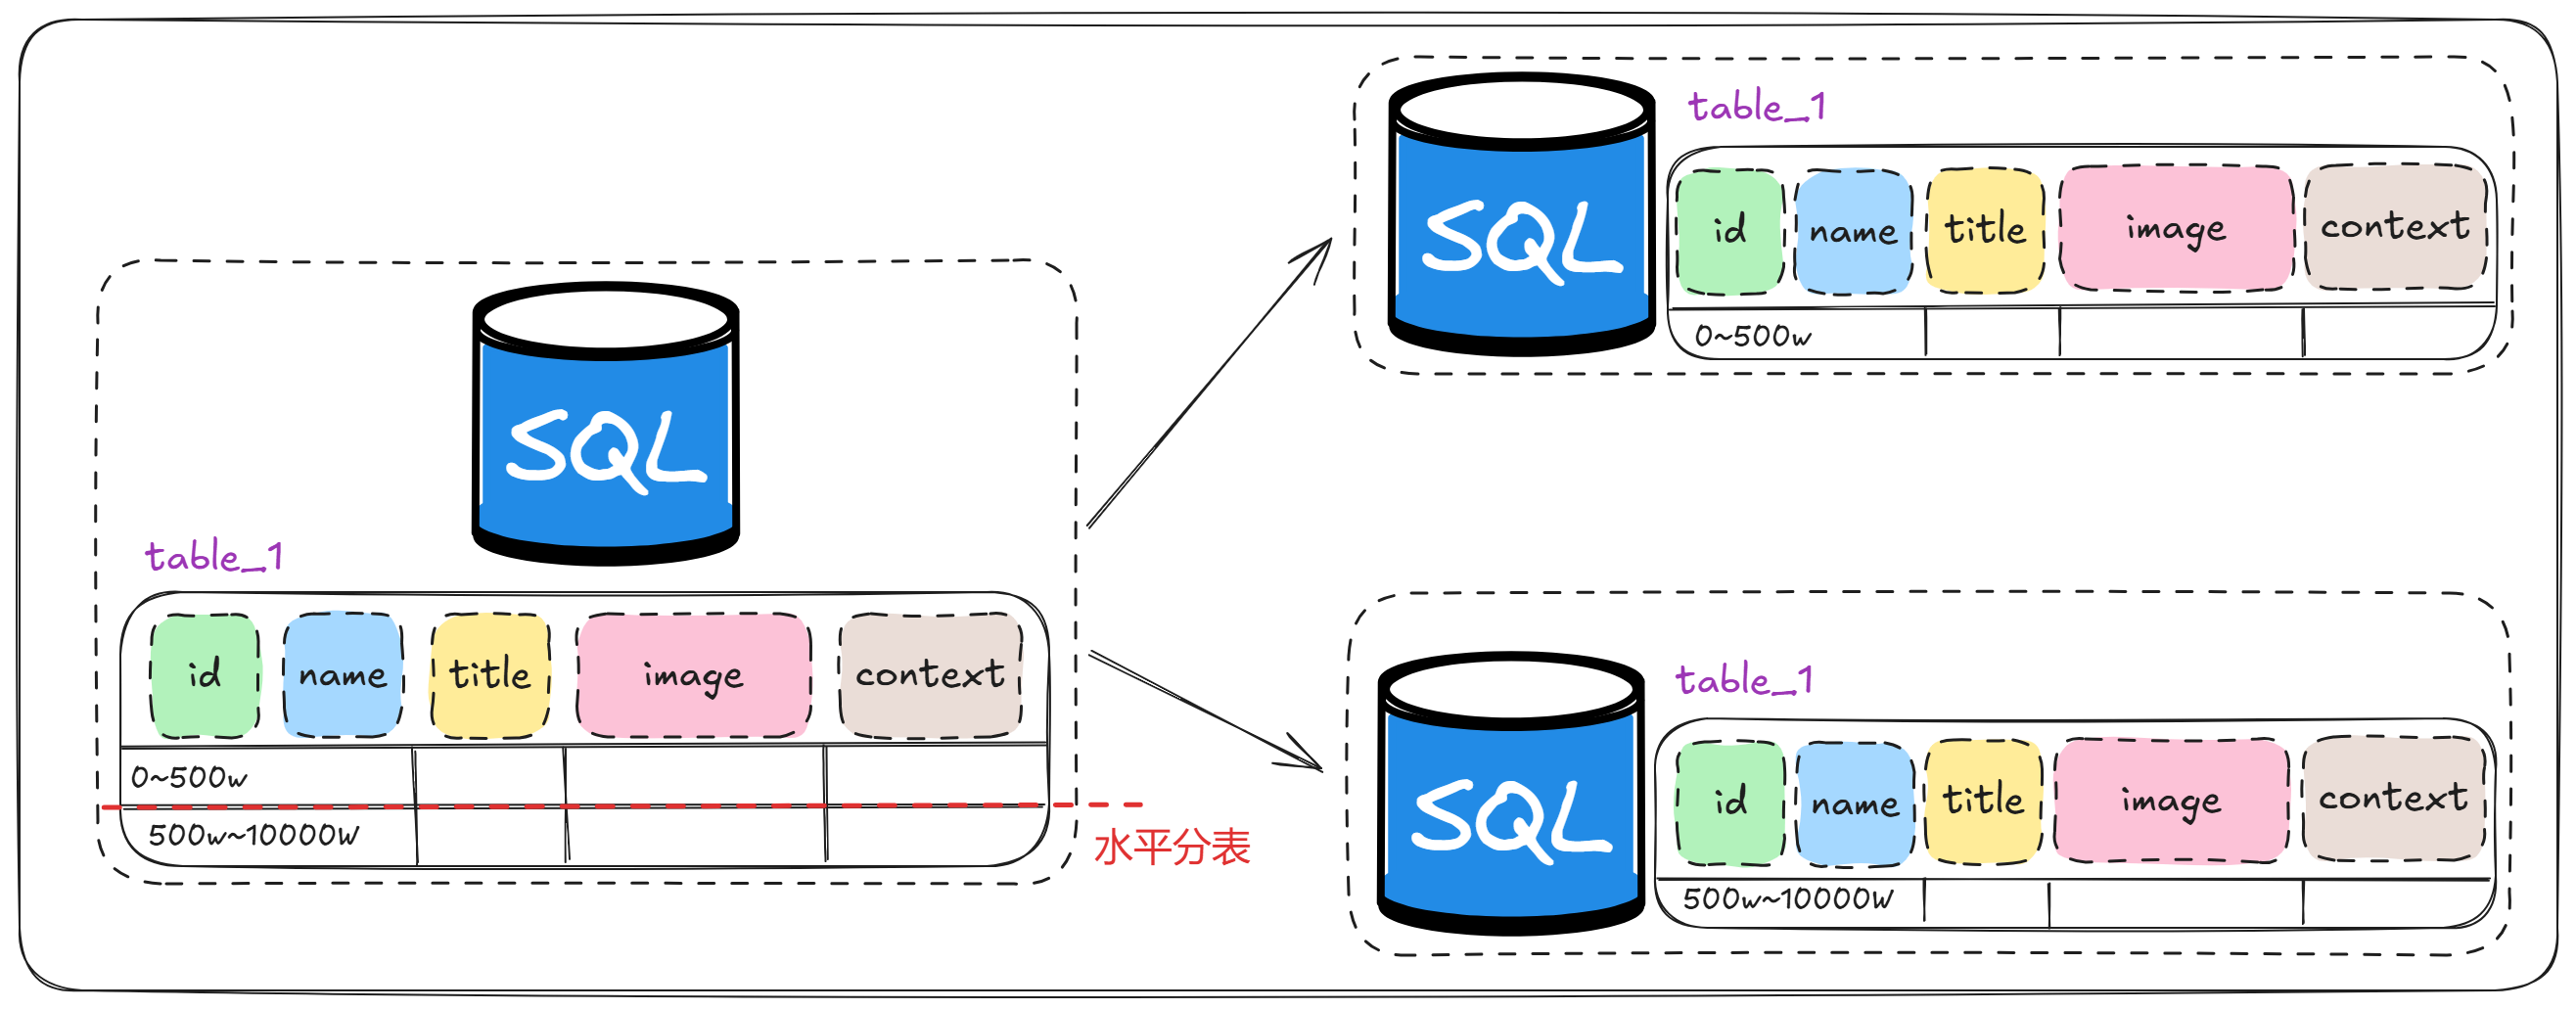 SQL
table_1
id name title image context
0~500w
500w~10000W
水平分表
SQL
table_1
id name title image context
0~500w
SQL
table_1
id name title image context
500w~10000W